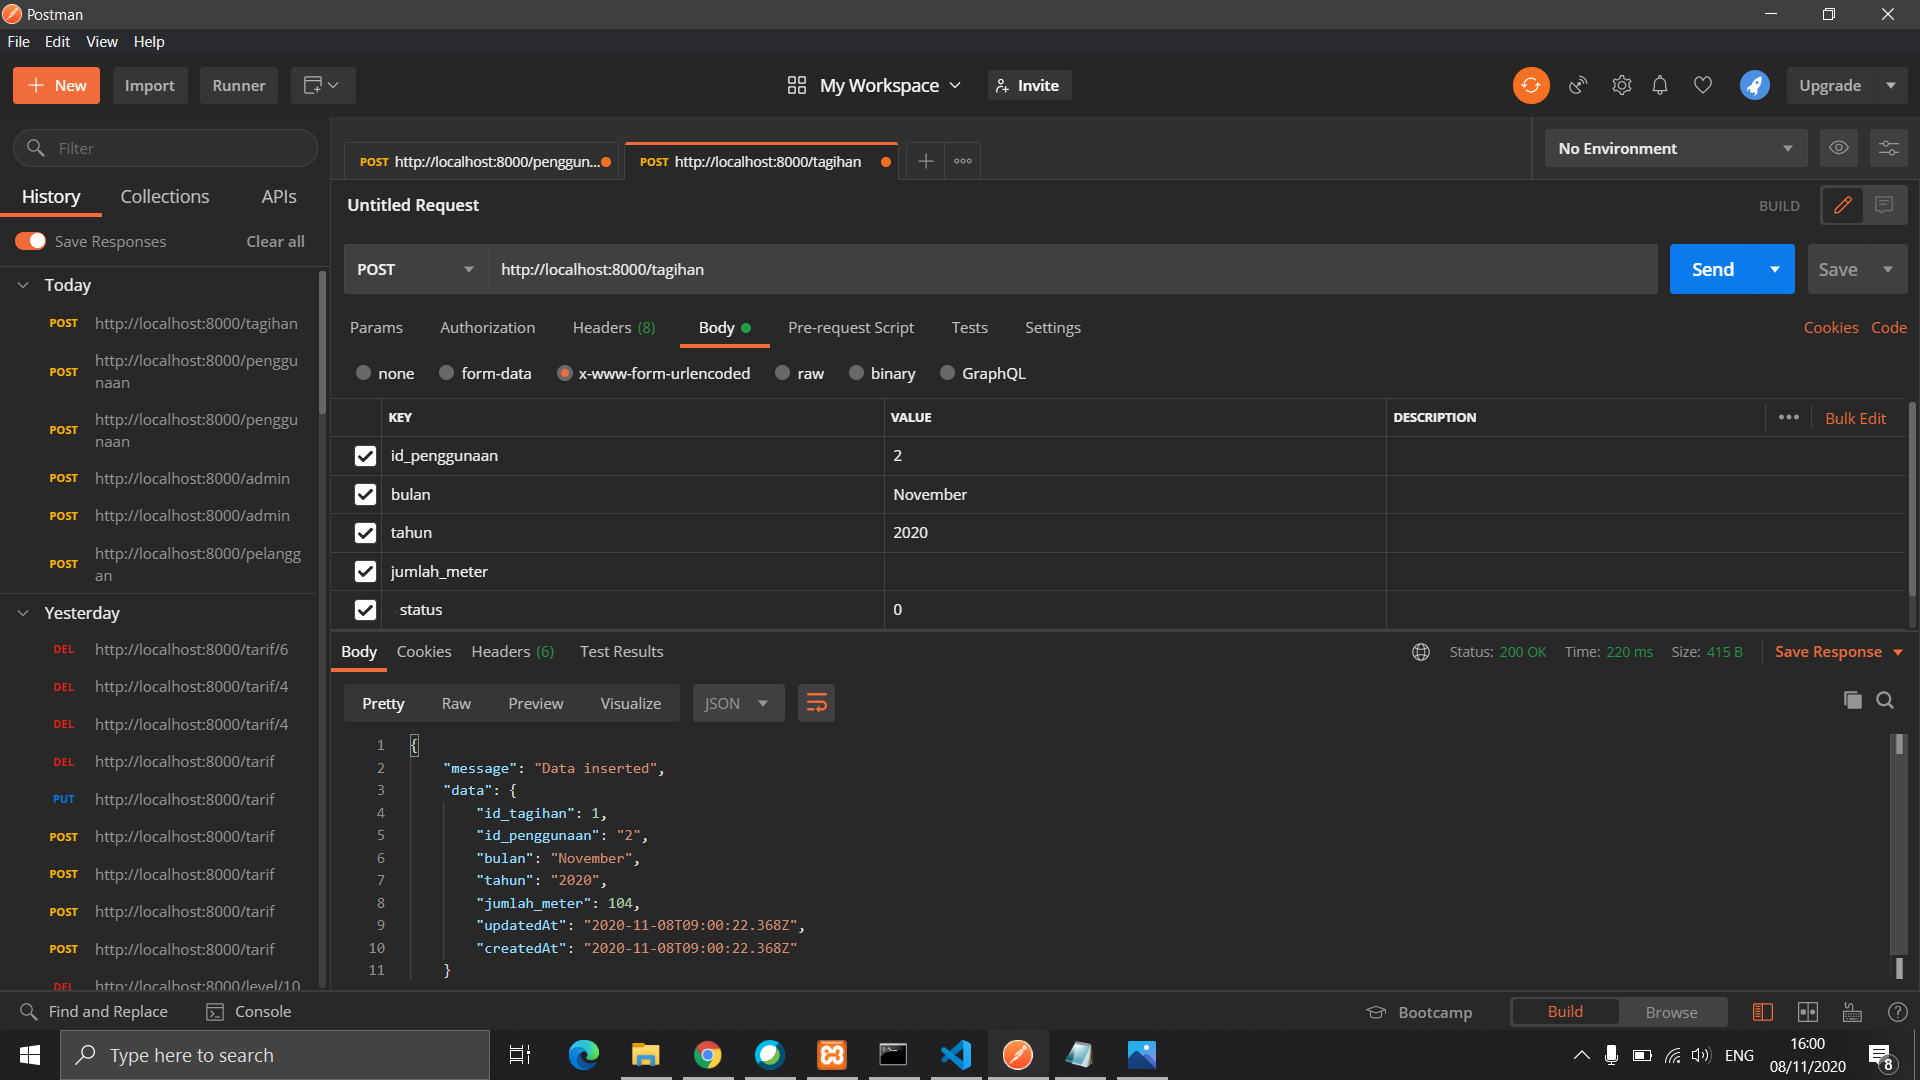 Postman
File Edit View Help
New Import Runner My Workspace Invite Upgrade
Filter
History Collections APIs
Save Responses Clear all
Today
POST http://localhost:8000/tagihan
POST http://localhost:8000/penggu
naan
POST http://localhost:8000/penggu
naan
POST http://localhost:8000/admin
POST http://localhost:8000/admin
POST http://localhost:8000/pelangg
an
Yesterday
DEL http://localhost:8000/tarif/6
DEL http://localhost:8000/tarif/4
DEL http://localhost:8000/tarif/4
DEL http://localhost:8000/tarif
PUT http://localhost:8000/tarif
POST http://localhost:8000/tarif
POST http://localhost:8000/tarif
POST http://localhost:8000/tarif
POST http://localhost:8000/tarif
DEL http://localhost:8000/level/10
POST http://localhost:8000/penggun... POST http://localhost:8000/tagihan
No Environment
Untitled Request BUILD
POST http://localhost:8000/tagihan Send Save
Params Authorization Headers (8) Body Pre-request Script Tests Settings Cookies Code
none form-data x-www-form-urlencoded raw binary GraphQL
KEY VALUE DESCRIPTION Bulk Edit
id_penggunaan 2
bulan November
tahun 2020
jumlah_meter
status 0
Body Cookies Headers (6) Test Results Status: 200 OK Time: 220 ms Size: 415 B Save Response
Pretty Raw Preview Visualize JSON
1 {
2 "message": "Data inserted",
3 "data": {
4 "id_tagihan": 1,
5 "id_penggunaan": "2",
6 "bulan": "November",
7 "tahun": "2020",
8 "jumlah_meter": 104,
9 "updatedAt": "2020-11-08T09:00:22.368Z",
10 "createdAt": "2020-11-08T09:00:22.368Z"
11 }
Find and Replace Console Bootcamp Build Browse
Type here to search ENG 16:00
08/11/2020 8